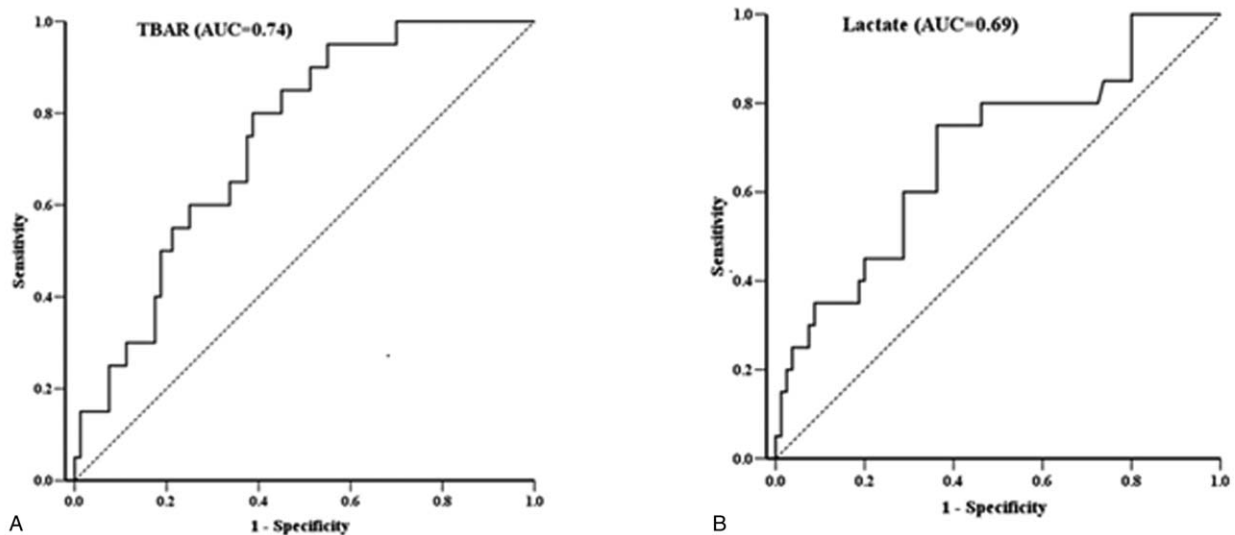 TBAR (AUC=0.74)
1.0
0.8
0.6
0.4
0.2
0.0
Sensitivity
0.0 0.2 0.4 0.6 0.8 1.0
1 - Specificity
A
Lactate (AUC=0.69)
1.0
0.8
0.6
0.4
0.2
0.0
Sensitivity
0.0 0.2 0.4 0.6 0.8 1.0
1 - Specificity
B